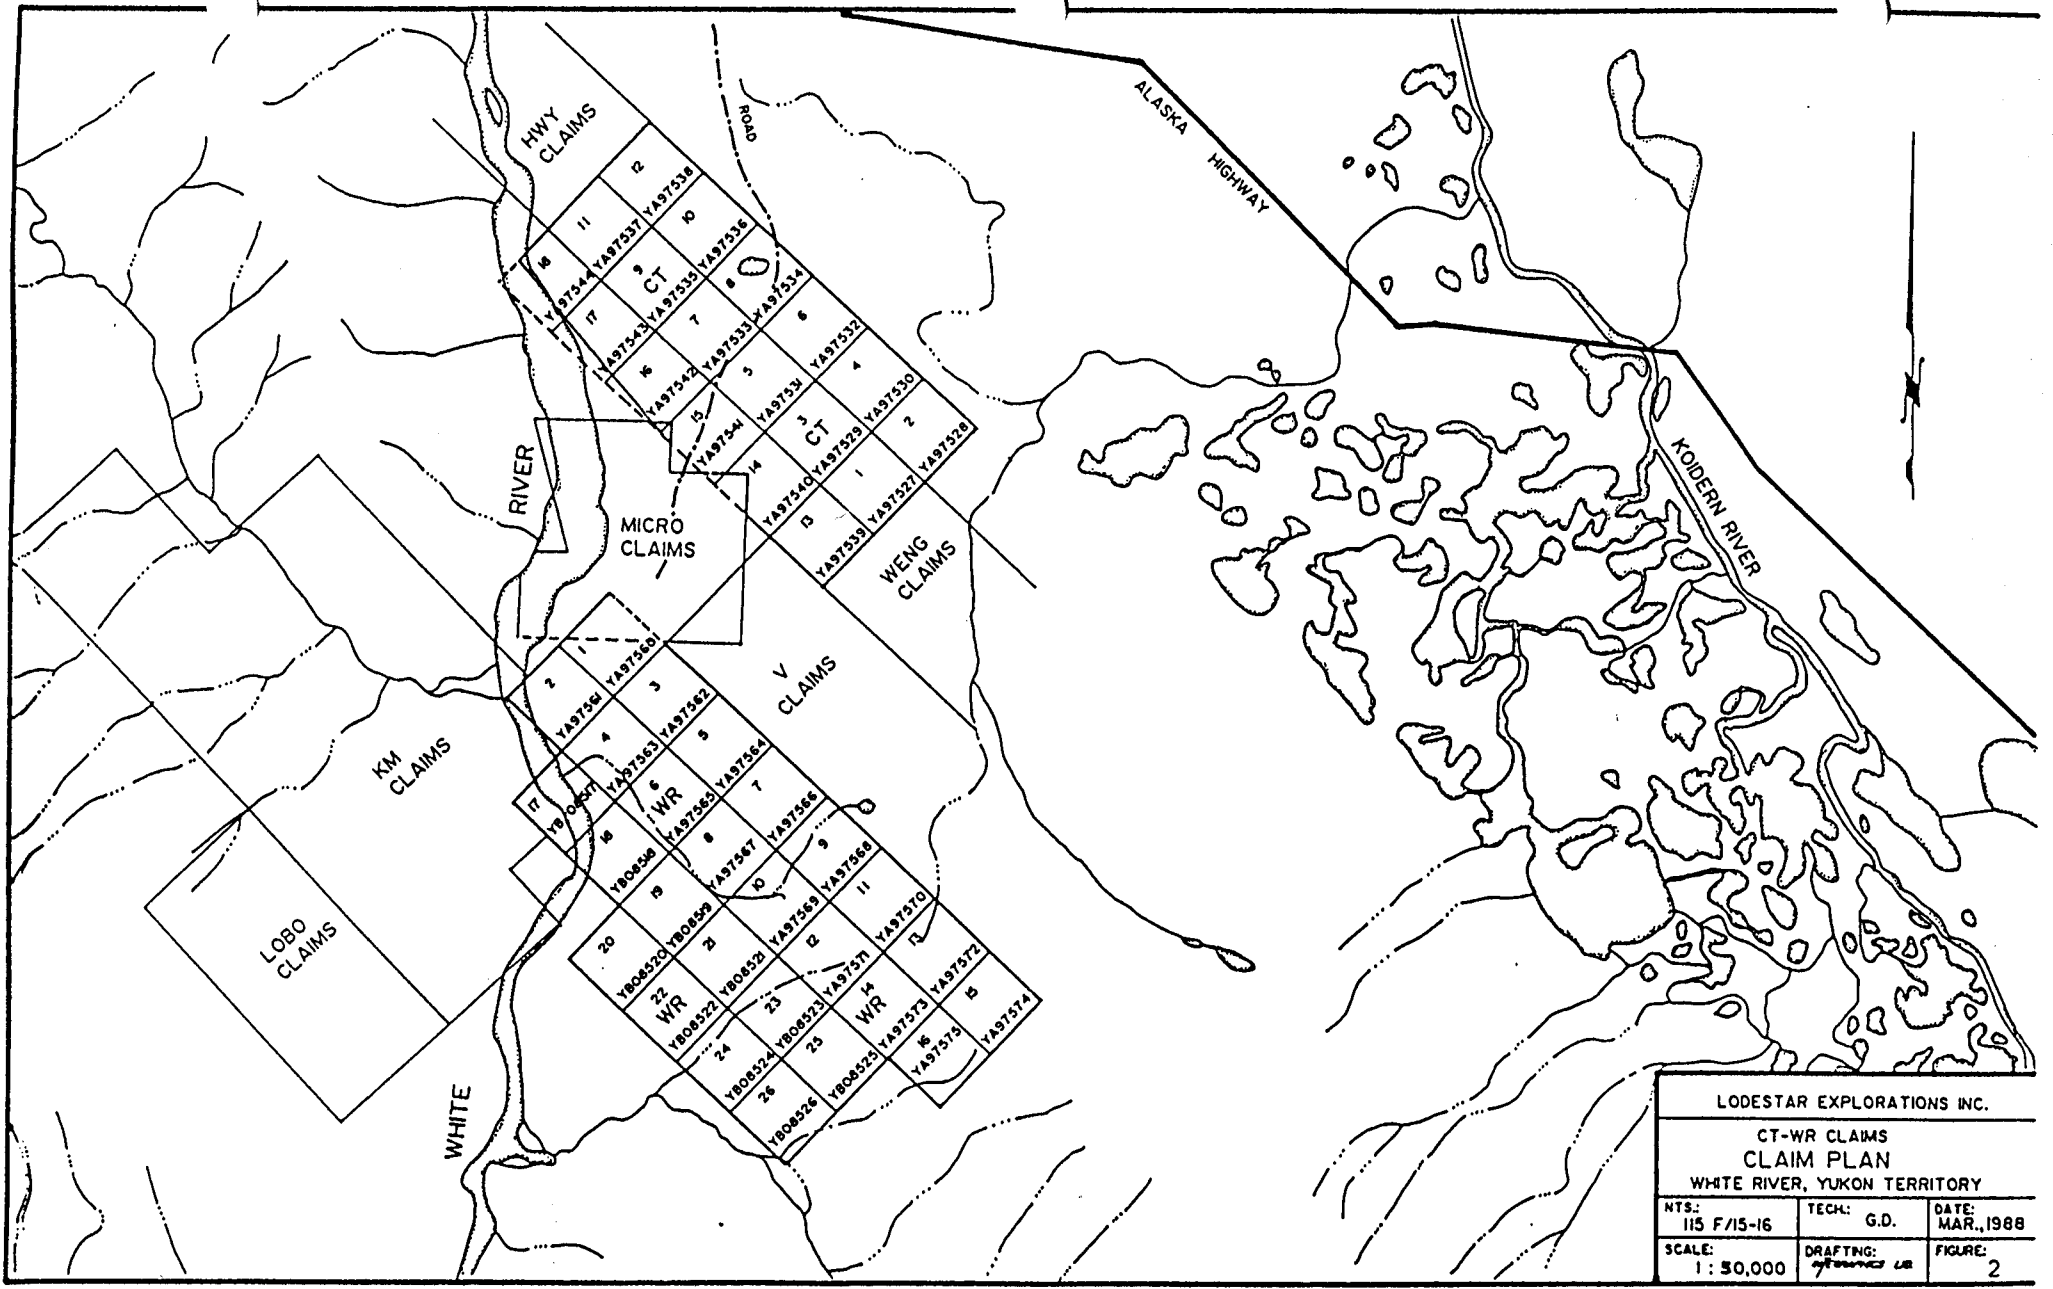 HWY
CLAIMS
ROAD
ALASKA
HIGHWAY
12
YA97538
11
YA97537
10
YA97536
18
YA97544
9
CT
YA97535
8
YA97534
17
YA97543
7
YA97533
6
YA97532
16
YA97542
5
YA97531
4
YA97530
15
YA97541
3
CT
YA97529
2
YA97528
14
YA97540
1
YA97527
13
YA97539
RIVER
MICRO
CLAIMS
WENG
CLAIMS
KOIDERN RIVER
V
CLAIMS
KM
CLAIMS
LOBO
CLAIMS
WHITE
1
YA97560
2
YA97561
3
YA97562
4
YA97563
5
YA97564
6
WR
YA97565
7
YA97566
17
YB08517
18
YB08518
8
YA97567
9
YA97568
19
YB08519
10
YA97569
11
YA97570
20
YB08520
21
YB08521
12
YA97571
13
YA97572
22
WR
YB08522
23
YB08523
14
WR
YA97573
15
YA97574
24
YB08524
25
YB08525
16
YA97575
26
YB08526
LODESTAR EXPLORATIONS INC.
CT-WR CLAIMS
CLAIM PLAN
WHITE RIVER, YUKON TERRITORY
NTS.:
115 F/15-16
TECH.:
G.D.
DATE:
MAR., 1988
SCALE:
1 : 50,000
DRAFTING:
FIGURE:
2